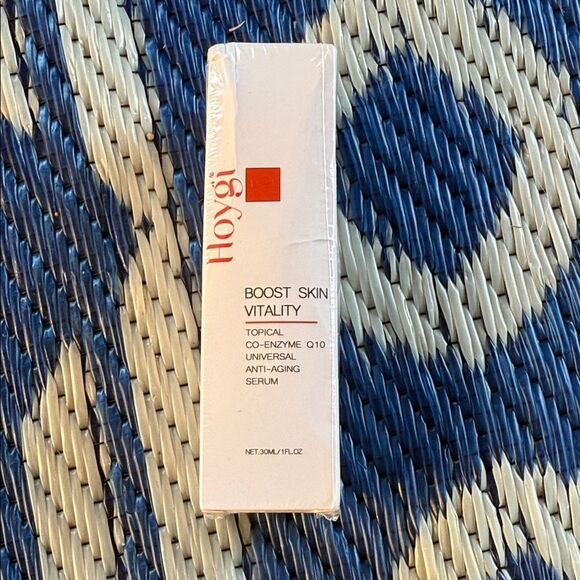 Hoygi
BOOST SKIN
VITALITY
TOPICAL
CO-ENZYME Q10
UNIVERSAL
ANTI-AGING
SERUM
NET.30ML/1FL.OZ